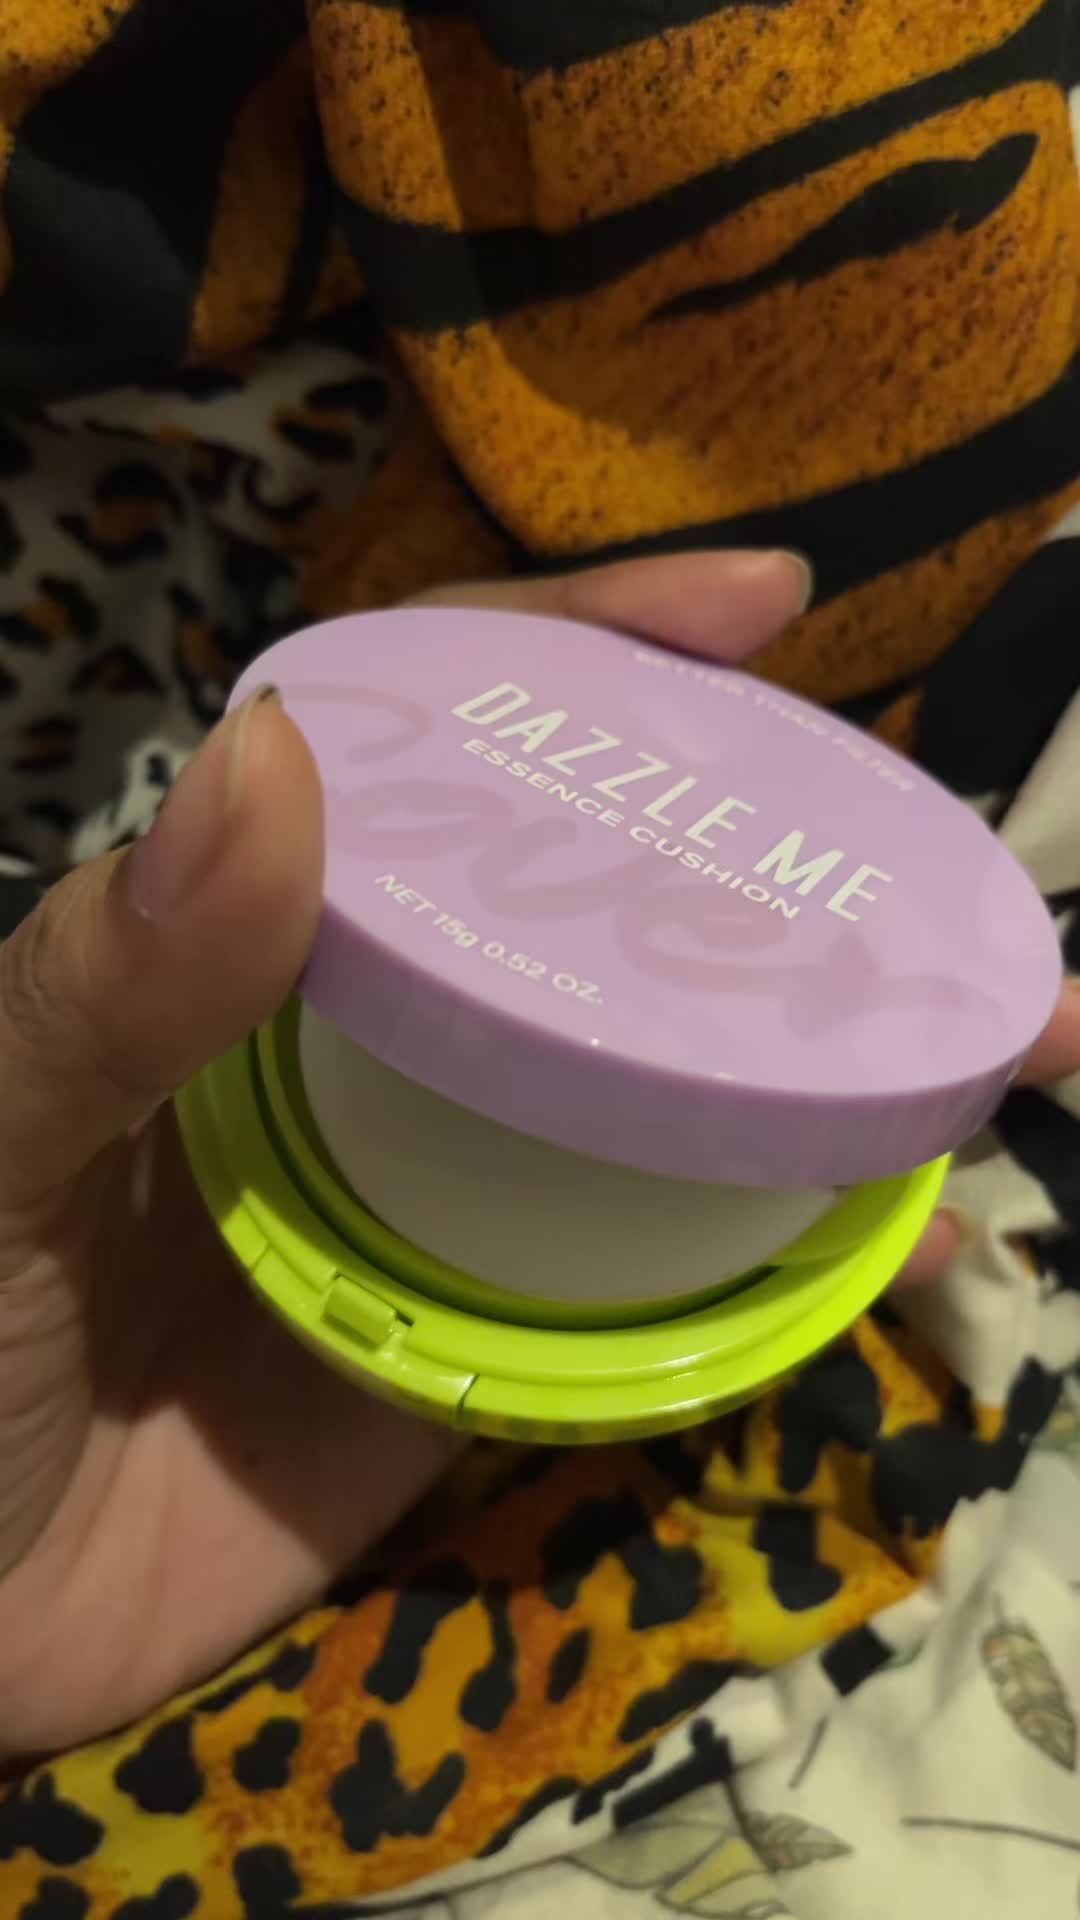 BETTER THAN FILTER
DAZZLE ME
ESSENCE CUSHION
Cover
NET 15g 0.52 OZ.